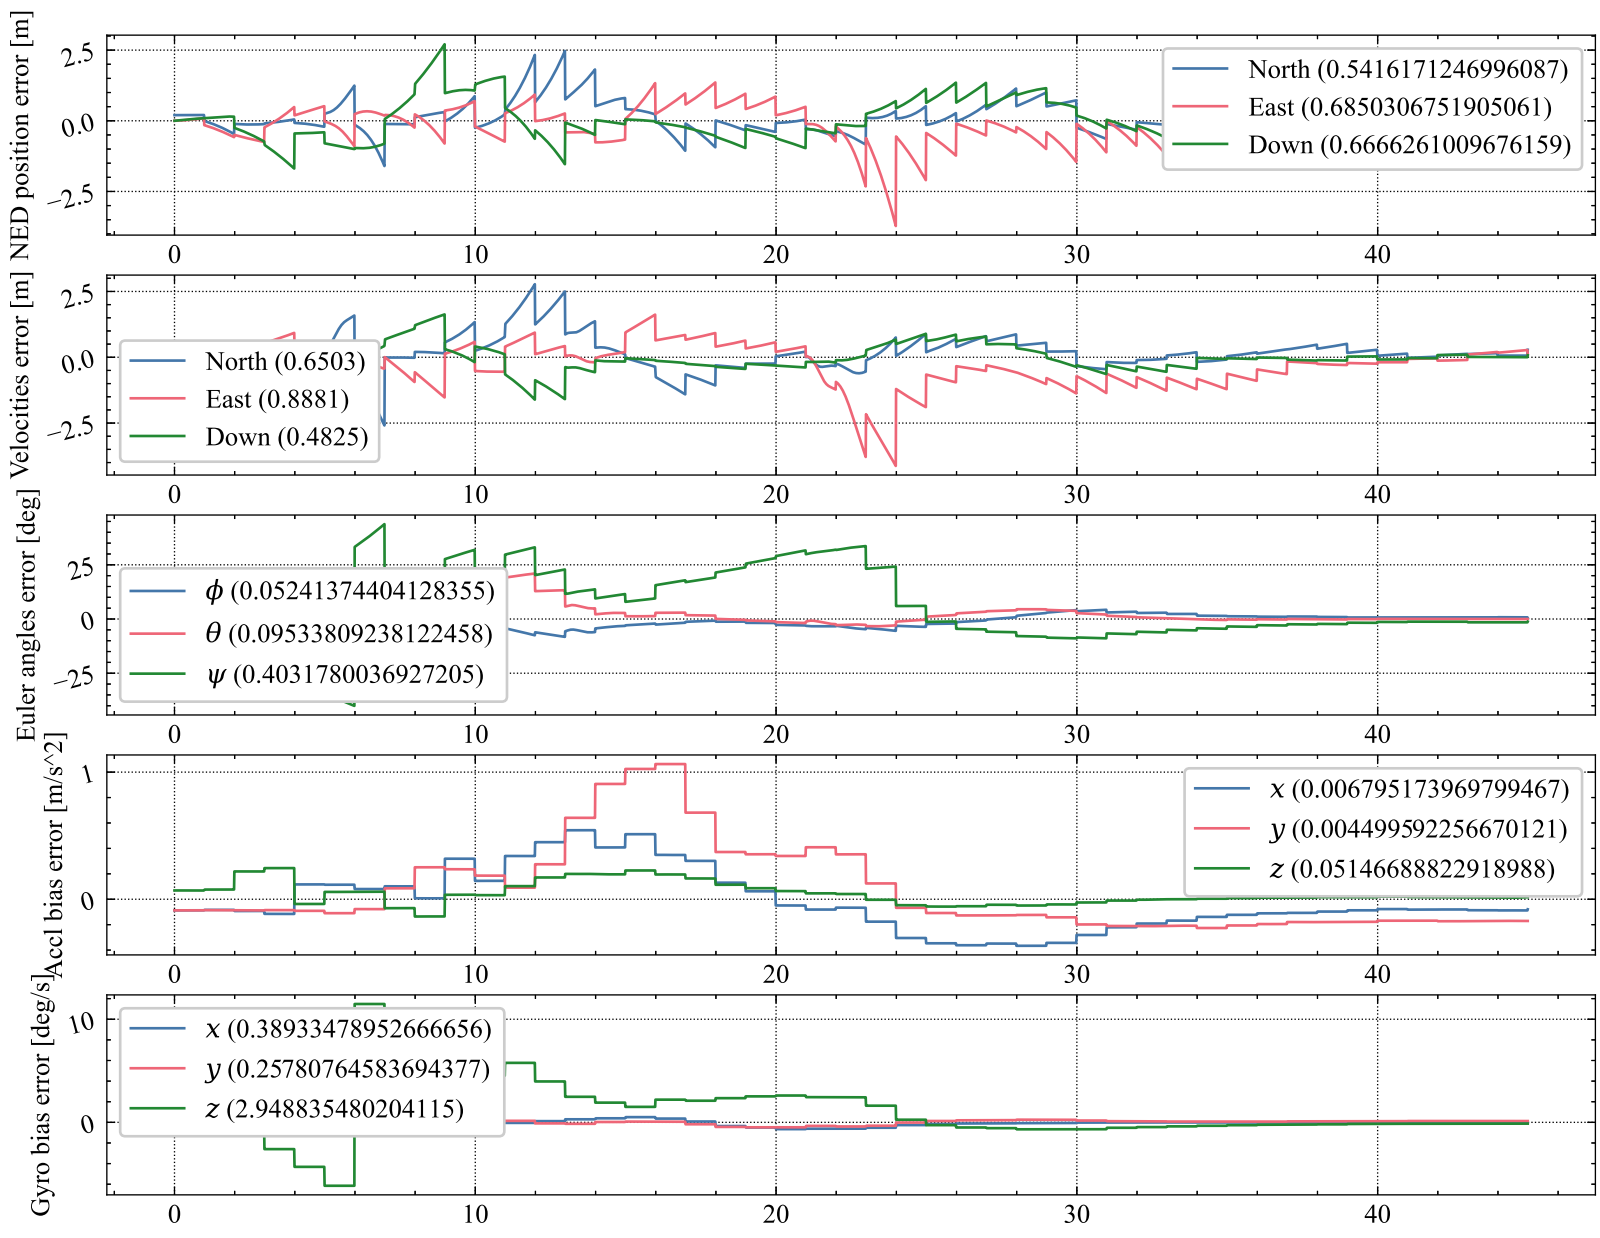 NED position error [m]
2.5
0.0
−2.5
North (0.5416171246996087)
East (0.6850306751905061)
Down (0.6666261009676159)
0 10 20 30 40
Velocities error [m]
2.5
0.0
−2.5
North (0.6503)
East (0.8881)
Down (0.4825)
0 10 20 30 40
Euler angles error [deg]
25
0
−25
ϕ (0.05241374404128355)
θ (0.09533809238122458)
ψ (0.4031780036927205)
0 10 20 30 40
Accl bias error [m/s^2]
1
0
x (0.006795173969799467)
y (0.004499592256670121)
z (0.05146688822918988)
0 10 20 30 40
Gyro bias error [deg/s]
10
0
x (0.38933478952666656)
y (0.25780764583694377)
z (2.948835480204115)
0 10 20 30 40